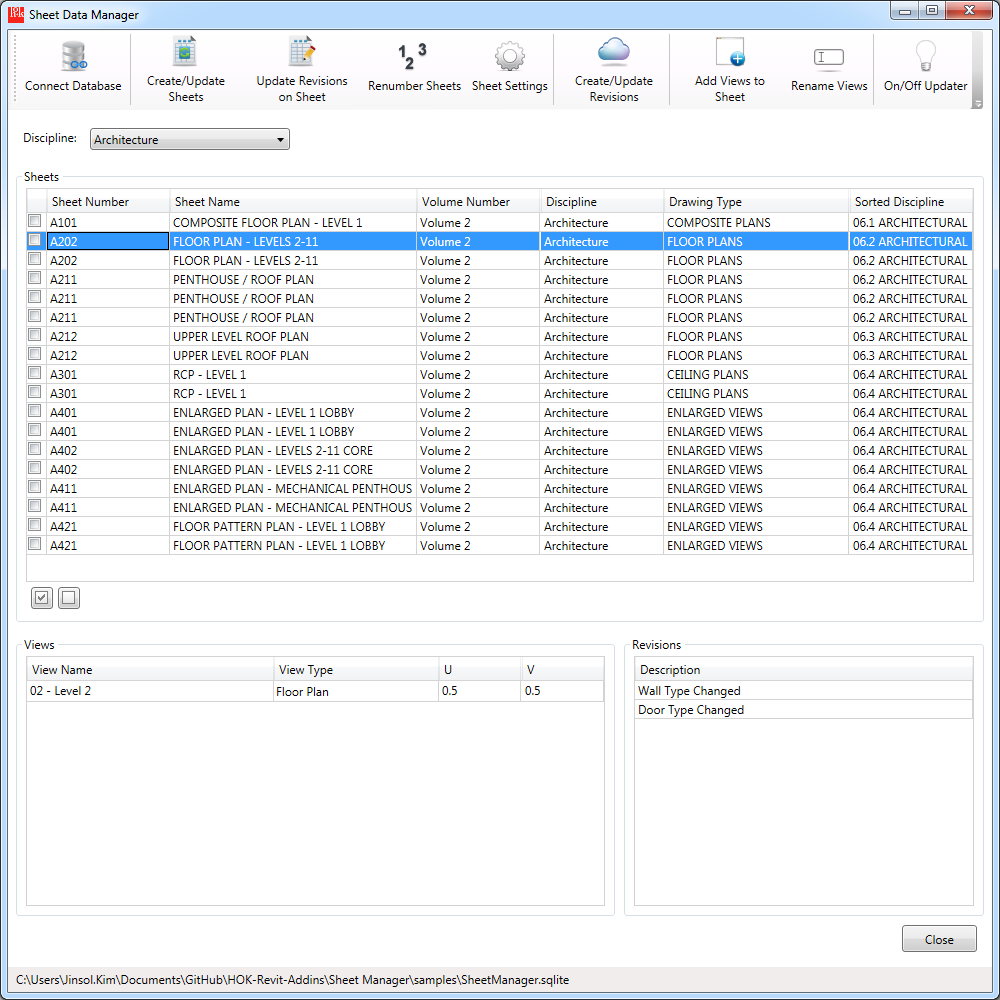 Sheet Data Manager
Connect Database
Create/Update
Sheets
Update Revisions
on Sheet
1 2 3
Renumber Sheets
Sheet Settings
Create/Update
Revisions
Add Views to
Sheet
Rename Views
On/Off Updater
Discipline: Architecture
Sheets
Sheet Number Sheet Name Volume Number Discipline Drawing Type Sorted Discipline
A101 COMPOSITE FLOOR PLAN - LEVEL 1 Volume 2 Architecture COMPOSITE PLANS 06.1 ARCHITECTURAL
A202 FLOOR PLAN - LEVELS 2-11 Volume 2 Architecture FLOOR PLANS 06.2 ARCHITECTURAL
A202 FLOOR PLAN - LEVELS 2-11 Volume 2 Architecture FLOOR PLANS 06.2 ARCHITECTURAL
A211 PENTHOUSE / ROOF PLAN Volume 2 Architecture FLOOR PLANS 06.2 ARCHITECTURAL
A211 PENTHOUSE / ROOF PLAN Volume 2 Architecture FLOOR PLANS 06.2 ARCHITECTURAL
A211 PENTHOUSE / ROOF PLAN Volume 2 Architecture FLOOR PLANS 06.2 ARCHITECTURAL
A212 UPPER LEVEL ROOF PLAN Volume 2 Architecture FLOOR PLANS 06.3 ARCHITECTURAL
A212 UPPER LEVEL ROOF PLAN Volume 2 Architecture FLOOR PLANS 06.3 ARCHITECTURAL
A301 RCP - LEVEL 1 Volume 2 Architecture CEILING PLANS 06.4 ARCHITECTURAL
A301 RCP - LEVEL 1 Volume 2 Architecture CEILING PLANS 06.4 ARCHITECTURAL
A401 ENLARGED PLAN - LEVEL 1 LOBBY Volume 2 Architecture ENLARGED VIEWS 06.4 ARCHITECTURAL
A401 ENLARGED PLAN - LEVEL 1 LOBBY Volume 2 Architecture ENLARGED VIEWS 06.4 ARCHITECTURAL
A402 ENLARGED PLAN - LEVELS 2-11 CORE Volume 2 Architecture ENLARGED VIEWS 06.4 ARCHITECTURAL
A402 ENLARGED PLAN - LEVELS 2-11 CORE Volume 2 Architecture ENLARGED VIEWS 06.4 ARCHITECTURAL
A411 ENLARGED PLAN - MECHANICAL PENTHOUS Volume 2 Architecture ENLARGED VIEWS 06.4 ARCHITECTURAL
A411 ENLARGED PLAN - MECHANICAL PENTHOUS Volume 2 Architecture ENLARGED VIEWS 06.4 ARCHITECTURAL
A421 FLOOR PATTERN PLAN - LEVEL 1 LOBBY Volume 2 Architecture ENLARGED VIEWS 06.4 ARCHITECTURAL
A421 FLOOR PATTERN PLAN - LEVEL 1 LOBBY Volume 2 Architecture ENLARGED VIEWS 06.4 ARCHITECTURAL
Views
View Name View Type U V
02 - Level 2 Floor Plan 0.5 0.5
Revisions
Description
Wall Type Changed
Door Type Changed
Close
C:\Users\Jinsol.Kim\Documents\GitHub\HOK-Revit-Addins\Sheet Manager\samples\SheetManager.sqlite